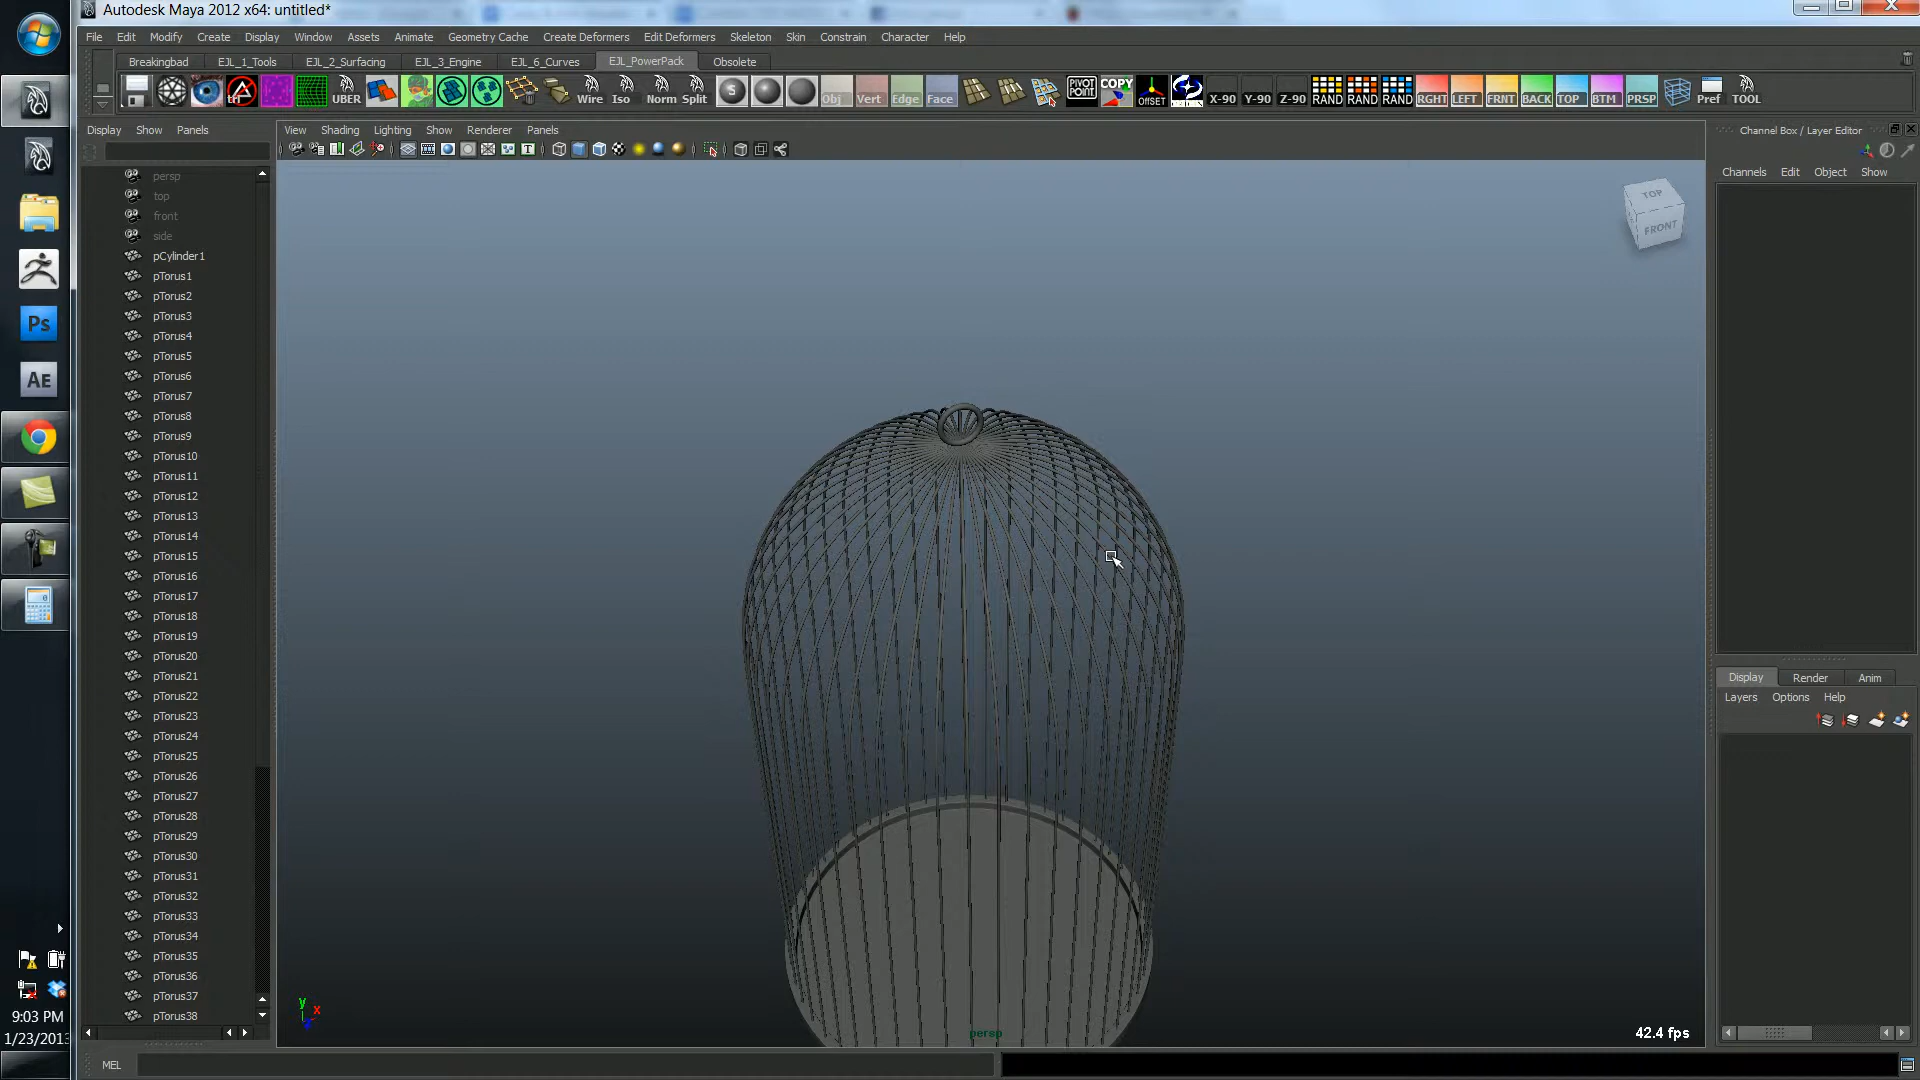 Autodesk Maya 2012 x64: untitled*
File Edit Modify Create Display Window Assets Animate Geometry Cache Create Deformers Edit Deformers Skeleton Skin Constrain Character Help
Breakingbad EJL_1_Tools EJL_2_Surfacing EJL_3_Engine EJL_6_Curves EJL_PowerPack Obsolete
tri UBER Wire Iso Norm Split S Obj Vert Edge Face PIVOT POINT COPY OffSET X-90 Y-90 Z-90 RAND RAND RAND RGHT LEFT FRNT BACK TOP BTM PRSP Pref TOOL
Display Show Panels
View Shading Lighting Show Renderer Panels
Channel Box / Layer Editor
Channels Edit Object Show
persp
top
front
side
pCylinder1
pTorus1
pTorus2
pTorus3
pTorus4
pTorus5
pTorus6
pTorus7
pTorus8
pTorus9
pTorus10
pTorus11
pTorus12
pTorus13
pTorus14
pTorus15
pTorus16
pTorus17
pTorus18
pTorus19
pTorus20
pTorus21
pTorus22
pTorus23
pTorus24
pTorus25
pTorus26
pTorus27
pTorus28
pTorus29
pTorus30
pTorus31
pTorus32
pTorus33
pTorus34
pTorus35
pTorus36
pTorus37
pTorus38
TOP
FRONT
Ps
AE
Display Render Anim
Layers Options Help
y
x
persp
42.4 fps
9:03 PM
1/23/2013
MEL